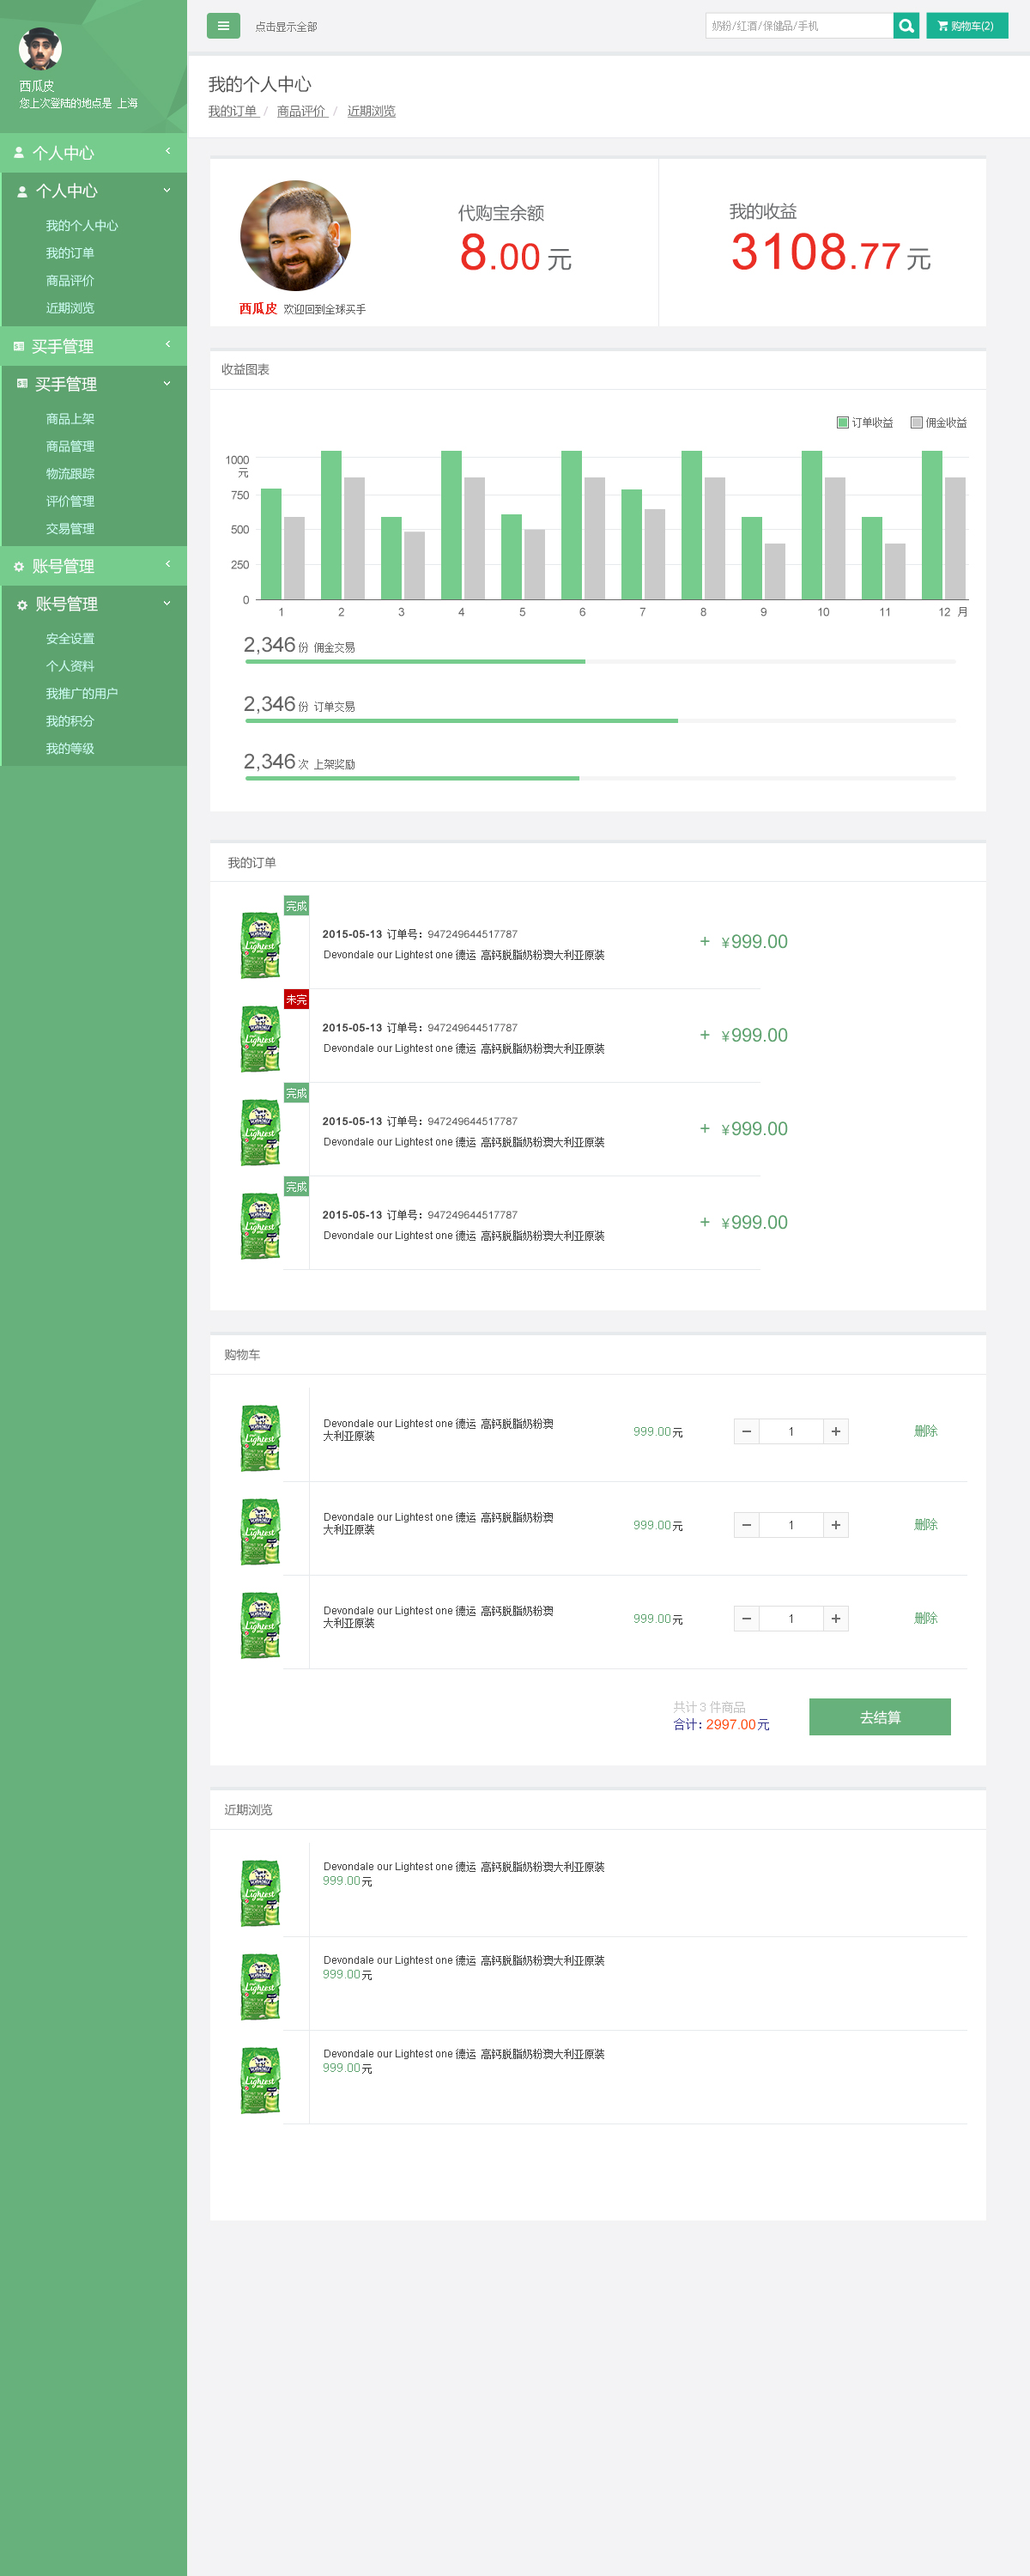 西瓜皮
您上次登陆的地点是 上海
个人中心
个人中心
我的个人中心
我的订单
商品评价
近期浏览
买手管理
买手管理
商品上架
商品管理
物流跟踪
评价管理
交易管理
账号管理
账号管理
安全设置
个人资料
我推广的用户
我的积分
我的等级
点击显示全部
奶粉/红酒/保健品/手机
购物车(2)
我的个人中心
我的订单 / 商品评价 / 近期浏览
西瓜皮 欢迎回到全球买手
代购宝余额
8.00 元
我的收益
3108.77 元
收益图表
订单收益 佣金收益
1000
元
750
500
250
0
1 2 3 4 5 6 7 8 9 10 11 12 月
2,346 份 佣金交易
2,346 份 订单交易
2,346 次 上架奖励
我的订单
完成
Lightest
2015-05-13 订单号：947249644517787
Devondale our Lightest one 德运 高钙脱脂奶粉澳大利亚原装
+ ¥999.00
未完
Lightest
2015-05-13 订单号：947249644517787
Devondale our Lightest one 德运 高钙脱脂奶粉澳大利亚原装
+ ¥999.00
完成
Lightest
2015-05-13 订单号：947249644517787
Devondale our Lightest one 德运 高钙脱脂奶粉澳大利亚原装
+ ¥999.00
完成
Lightest
2015-05-13 订单号：947249644517787
Devondale our Lightest one 德运 高钙脱脂奶粉澳大利亚原装
+ ¥999.00
购物车
Lightest
Devondale our Lightest one 德运 高钙脱脂奶粉澳
大利亚原装
999.00元
− 1 +
删除
Lightest
Devondale our Lightest one 德运 高钙脱脂奶粉澳
大利亚原装
999.00元
− 1 +
删除
Lightest
Devondale our Lightest one 德运 高钙脱脂奶粉澳
大利亚原装
999.00元
− 1 +
删除
共计 3 件商品
合计：2997.00元
去结算
近期浏览
Lightest
Devondale our Lightest one 德运 高钙脱脂奶粉澳大利亚原装
999.00元
Lightest
Devondale our Lightest one 德运 高钙脱脂奶粉澳大利亚原装
999.00元
Lightest
Devondale our Lightest one 德运 高钙脱脂奶粉澳大利亚原装
999.00元